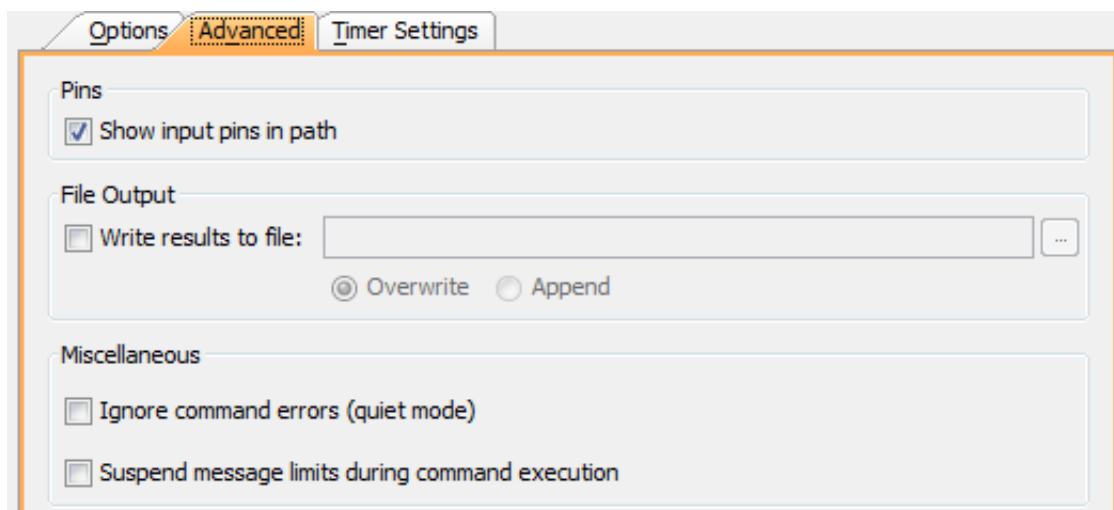 Options Advanced Timer Settings
Pins
Show input pins in path
File Output
Write results to file: ...
Overwrite Append
Miscellaneous
Ignore command errors (quiet mode)
Suspend message limits during command execution